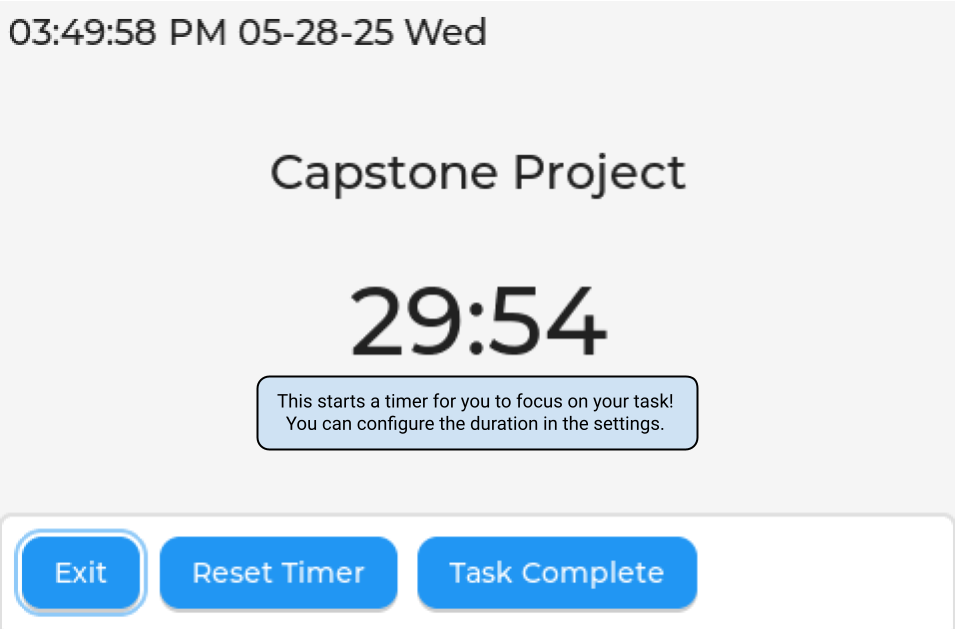 03:49:58 PM 05-28-25 Wed
Capstone Project
29:54
This starts a timer for you to focus on your task!
You can configure the duration in the settings.
Exit
Reset Timer
Task Complete